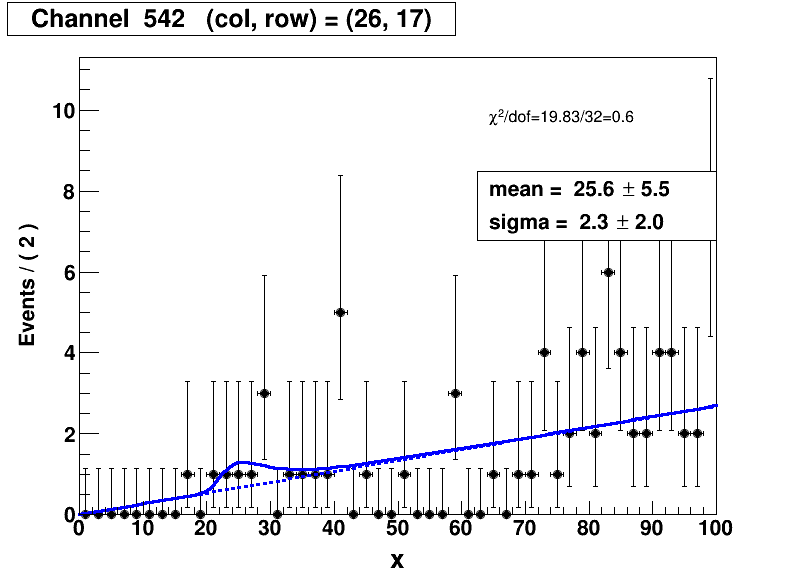 Channel 542 (col, row) = (26, 17)
χ²/dof=19.83/32=0.6
mean = 25.6 ± 5.5
sigma = 2.3 ± 2.0
Events / ( 2 )
10
8
6
4
2
0
0 10 20 30 40 50 60 70 80 90 100
x